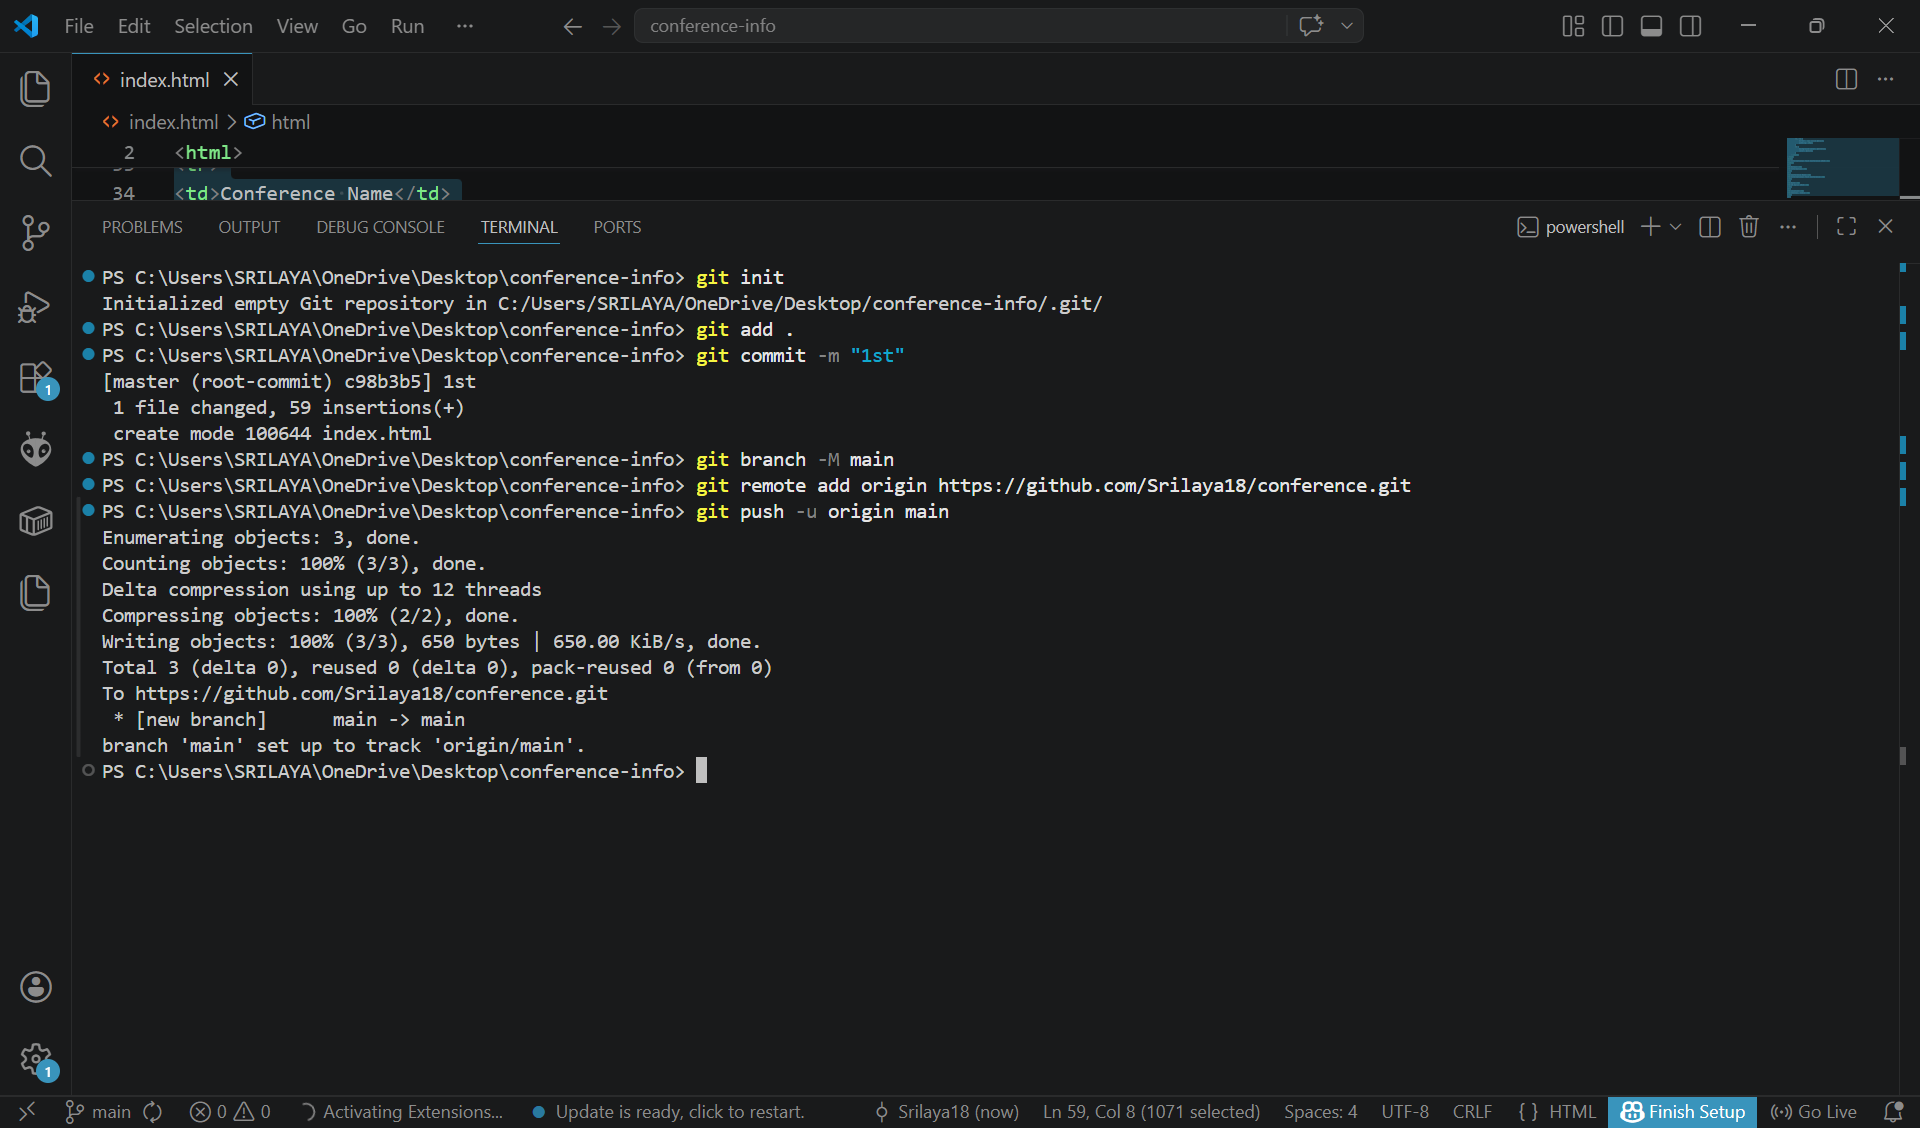 File Edit Selection View Go Run ··· conference-info
index.html
index.html > html
2 <html>
34 <td>Conference Name</td>
PROBLEMS OUTPUT DEBUG CONSOLE TERMINAL PORTS powershell
PS C:\Users\SRILAYA\OneDrive\Desktop\conference-info> git init
Initialized empty Git repository in C:/Users/SRILAYA/OneDrive/Desktop/conference-info/.git/
PS C:\Users\SRILAYA\OneDrive\Desktop\conference-info> git add .
PS C:\Users\SRILAYA\OneDrive\Desktop\conference-info> git commit -m "1st"
[master (root-commit) c98b3b5] 1st
1 file changed, 59 insertions(+)
create mode 100644 index.html
PS C:\Users\SRILAYA\OneDrive\Desktop\conference-info> git branch -M main
PS C:\Users\SRILAYA\OneDrive\Desktop\conference-info> git remote add origin https://github.com/Srilaya18/conference.git
PS C:\Users\SRILAYA\OneDrive\Desktop\conference-info> git push -u origin main
Enumerating objects: 3, done.
Counting objects: 100% (3/3), done.
Delta compression using up to 12 threads
Compressing objects: 100% (2/2), done.
Writing objects: 100% (3/3), 650 bytes | 650.00 KiB/s, done.
Total 3 (delta 0), reused 0 (delta 0), pack-reused 0 (from 0)
To https://github.com/Srilaya18/conference.git
* [new branch] main -> main
branch 'main' set up to track 'origin/main'.
PS C:\Users\SRILAYA\OneDrive\Desktop\conference-info>
1
1
main 0 0 Activating Extensions... Update is ready, click to restart. Srilaya18 (now) Ln 59, Col 8 (1071 selected) Spaces: 4 UTF-8 CRLF { } HTML Finish Setup Go Live